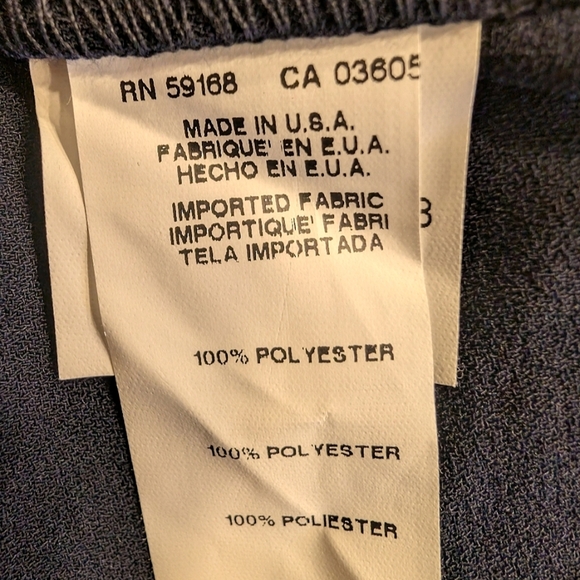 RN 59168 CA 03605
MADE IN U.S.A.
FABRIQUE' EN E.U.A.
HECHO EN E.U.A.
IMPORTED FABRIC
IMPORTIQUE' FABRI
TELA IMPORTADA
100% POLYESTER
100% POLYESTER
100% POLIESTER